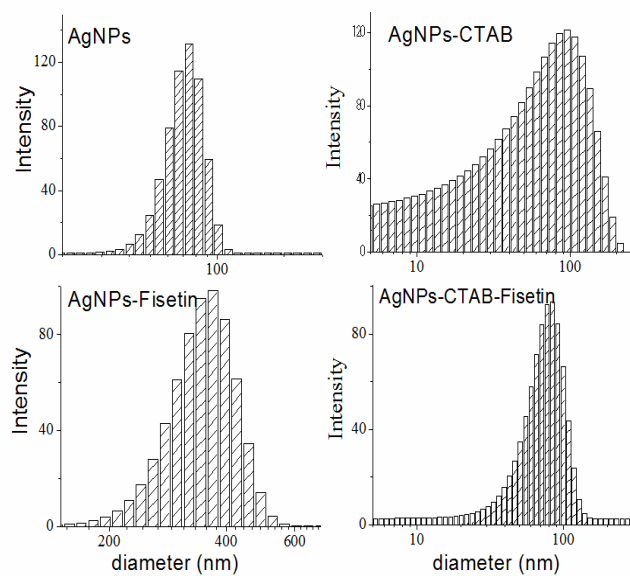 AgNPs
Intensity
120
80
40
0
100
AgNPs-CTAB
Intensity
120
80
40
0
10
100
AgNPs-Fisetin
Intensity
80
40
0
200
400
600
diameter (nm)
AgNPs-CTAB-Fisetin
Intensity
80
40
0
10
100
diameter (nm)